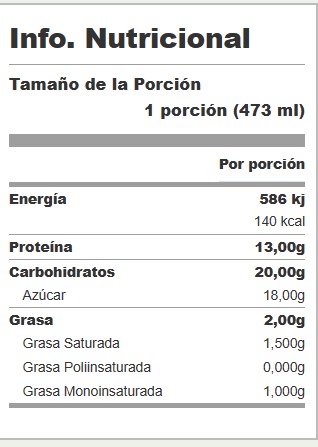 Info. Nutricional
Tamaño de la Porción
1 porción (473 ml)
Por porción
Energía 586 kj
140 kcal
Proteína 13,00g
Carbohidratos 20,00g
Azúcar 18,00g
Grasa 2,00g
Grasa Saturada 1,500g
Grasa Poliinsaturada 0,000g
Grasa Monoinsaturada 1,000g